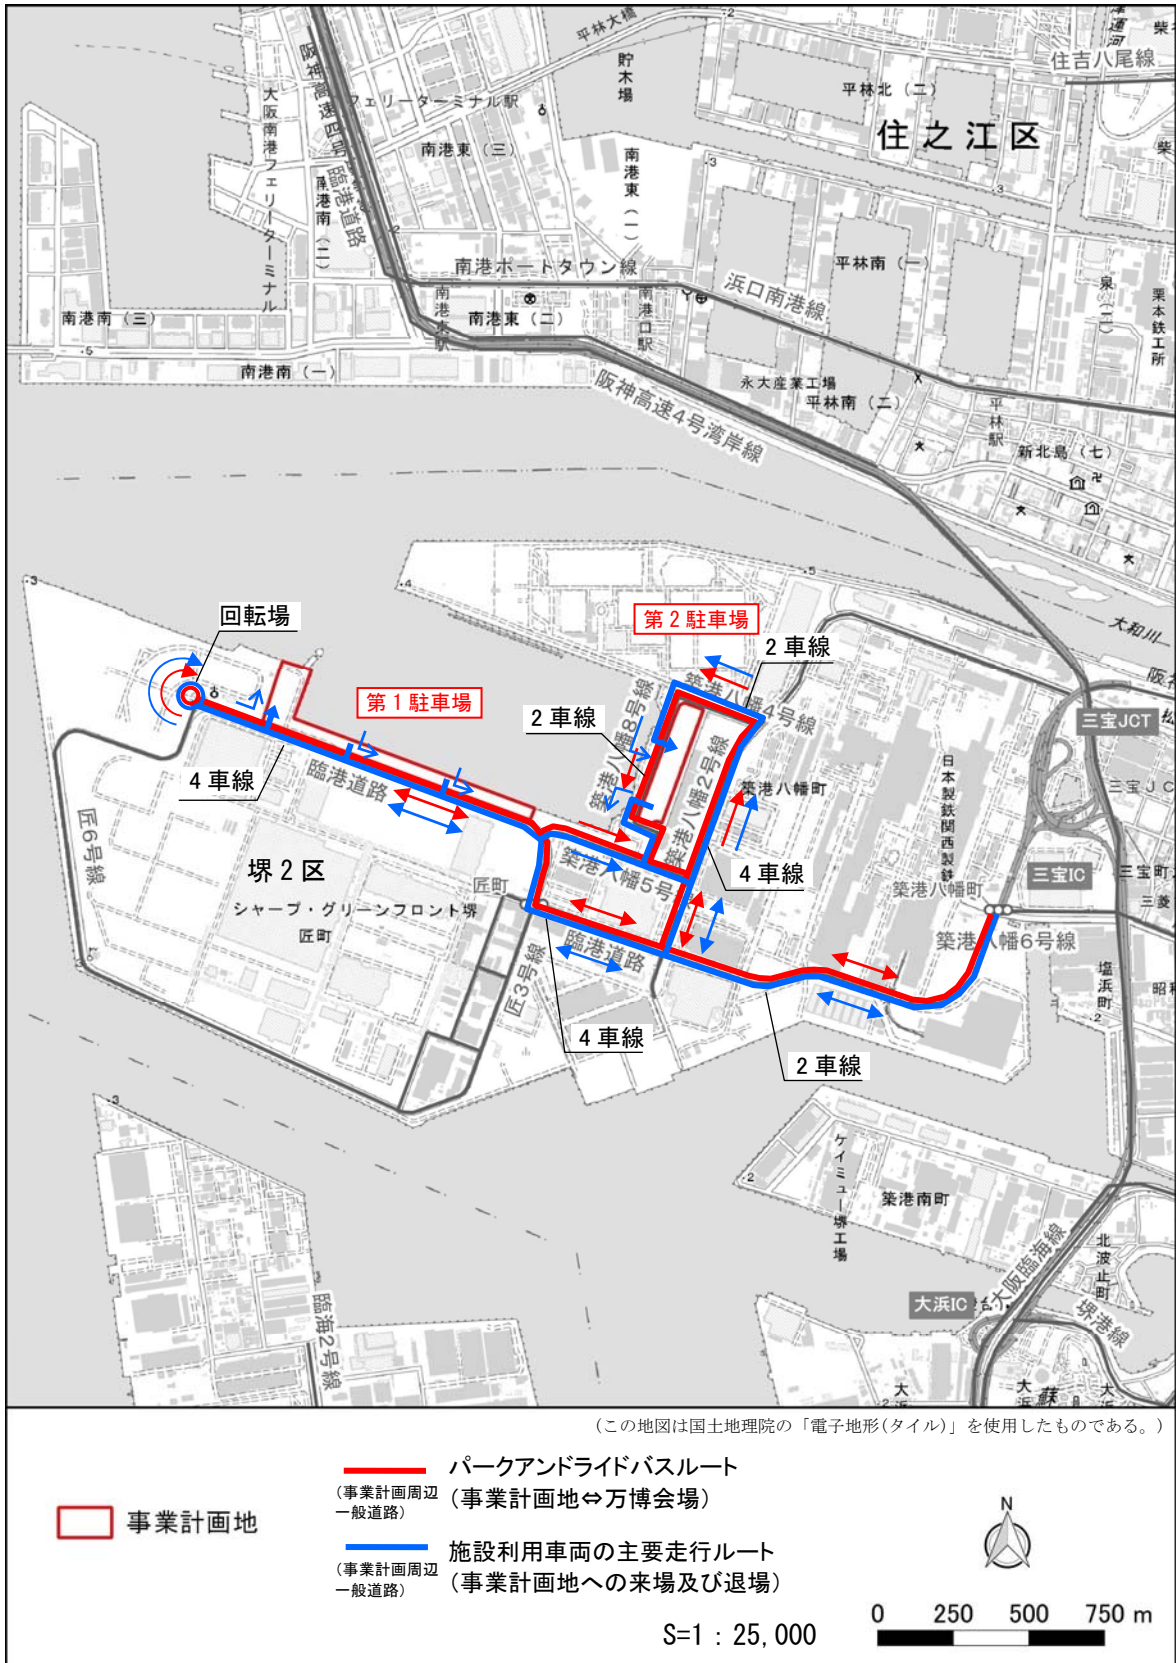 平林大橋
貯木場
住吉八尾線
平林北（二）
住之江区
阪神高速四号
フェリーターミナル駅
大阪南港フェリーターミナル
南港東（三）
臨港道路
南港南（二）
南港東（一）
南港ポートタウン線
平林南（一）
浜口南港線
泉（二）
栗本鉄工所
南港東駅
南港東（二）
南港口駅
南港南（三）
南港南（一）
永大産業工場
平林南（二）
阪神高速4号湾岸線
平林駅
新北島（七）
大和川
回転場
第2駐車場
2車線
第1駐車場
築港八幡4号線
築港八幡8号線
2車線
三宝JCT
4車線
臨港道路
築港八幡2号線
築港八幡町
日本製鉄関西製鉄
三宝JC
匠6号線
堺2区
築港八幡5号
4車線
三宝IC
三宝町
築港八幡町
三菱
匠町
シャープ・グリーンフロント堺
匠町
築港八幡6号線
臨港道路
匠3号線
塩浜町
昭和
4車線
2車線
ケイミュー堺工場
築港南町
北波止町
大阪臨海線
大浜IC
堺港線
臨海2号線
（この地図は国土地理院の「電子地形(タイル)」を使用したものである。）
事業計画地
パークアンドライドバスルート
（事業計画周辺一般道路）
（事業計画地⇔万博会場）
施設利用車両の主要走行ルート
（事業計画周辺一般道路）
（事業計画地への来場及び退場）
N
0 250 500 750 m
S=1：25,000